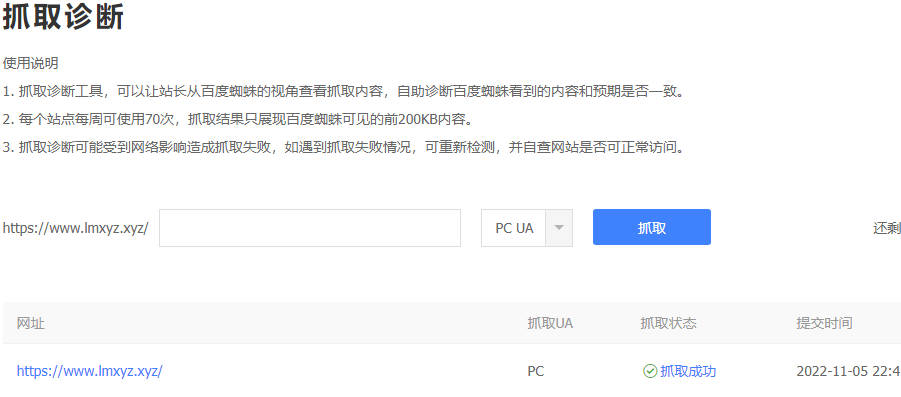 抓取诊断
使用说明
1. 抓取诊断工具，可以让站长从百度蜘蛛的视角查看抓取内容，自助诊断百度蜘蛛看到的内容和预期是否一致。
2. 每个站点每周可使用70次，抓取结果只展现百度蜘蛛可见的前200KB内容。
3. 抓取诊断可能受到网络影响造成抓取失败，如遇到抓取失败情况，可重新检测，并自查网站是否可正常访问。
https://www.lmxyz.xyz/ PC UA 抓取 还剩
网址 抓取UA 抓取状态 提交时间
https://www.lmxyz.xyz/ PC 抓取成功 2022-11-05 22:4